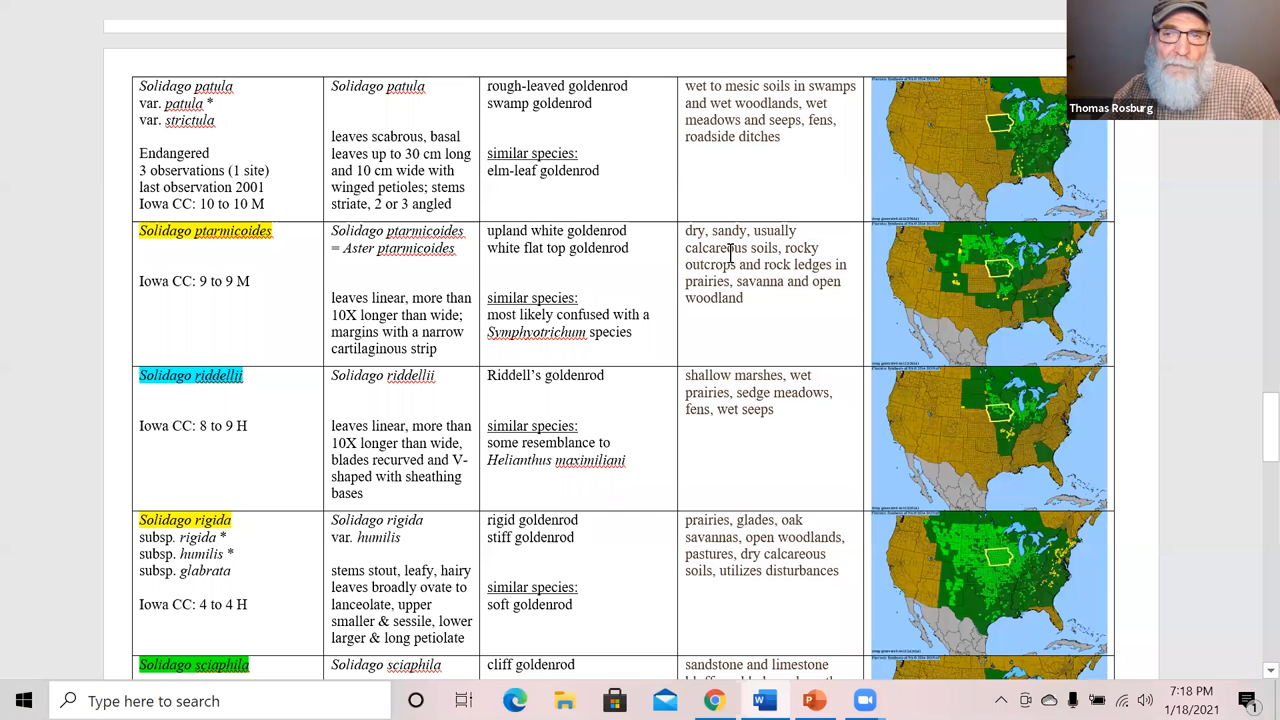 Thomas Rosburg
Solidago patula
var. patula *
var. strictula
Endangered
3 observations (1 site)
last observation 2001
Iowa CC: 10 to 10 M
Solidago patula
leaves scabrous, basal
leaves up to 30 cm long
and 10 cm wide with
winged petioles; stems
striate, 2 or 3 angled
rough-leaved goldenrod
swamp goldenrod
similar species:
elm-leaf goldenrod
wet to mesic soils in swamps
and wet woodlands, wet
meadows and seeps, fens,
roadside ditches
Solidago ptarmicoides
Iowa CC: 9 to 9 M
Solidago ptarmicoides
= Aster ptarmicoides
leaves linear, more than
10X longer than wide;
margins with a narrow
cartilaginous strip
upland white goldenrod
white flat top goldenrod
similar species:
most likely confused with a
Symphyotrichum species
dry, sandy, usually
calcareous soils, rocky
outcrops and rock ledges in
prairies, savanna and open
woodland
Solidago riddellii
Iowa CC: 8 to 9 H
Solidago riddellii
leaves linear, more than
10X longer than wide,
blades recurved and V-
shaped with sheathing
bases
Riddell’s goldenrod
similar species:
some resemblance to
Helianthus maximiliani
shallow marshes, wet
prairies, sedge meadows,
fens, wet seeps
Solidago rigida
subsp. rigida *
subsp. humilis *
subsp. glabrata
Iowa CC: 4 to 4 H
Solidago rigida
var. humilis
stems stout, leafy, hairy
leaves broadly ovate to
lanceolate, upper
smaller & sessile, lower
larger & long petiolate
rigid goldenrod
stiff goldenrod
similar species:
soft goldenrod
prairies, glades, oak
savannas, open woodlands,
pastures, dry calcareous
soils, utilizes disturbances
Solidago sciaphila
Solidago sciaphila
cliff goldenrod
sandstone and limestone
Type here to search
7:18 PM
1/18/2021
1